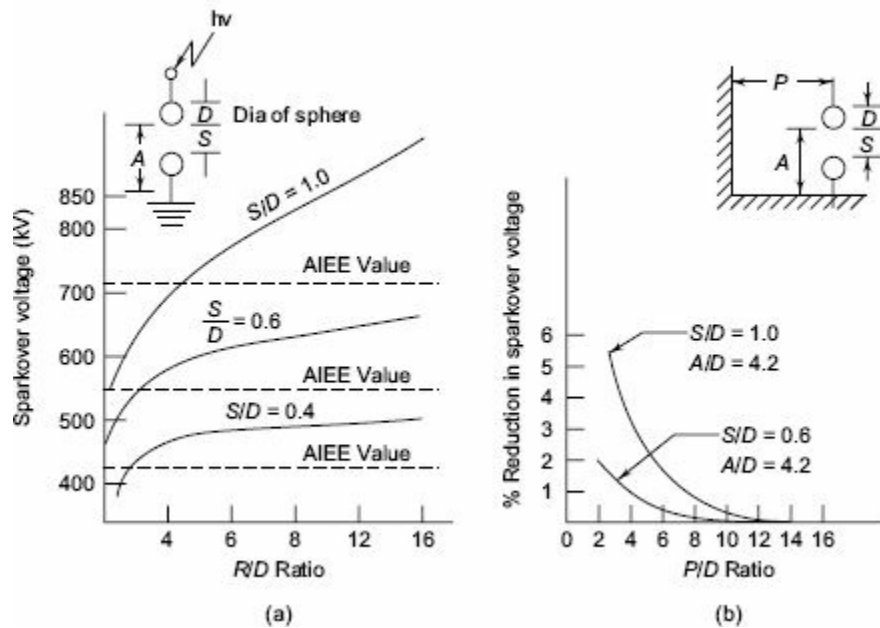 hv
D
Dia of sphere
S
A
S/D = 1.0
AIEE Value
S/D = 0.6
AIEE Value
S/D = 0.4
AIEE Value
850
800
700
600
500
400
Sparkover voltage (kV)
4 6 8 12 16
R/D Ratio
(a)
P
D
S
A
6
5
4
3
2
1
% Reduction in sparkover voltage
S/D = 1.0
A/D = 4.2
S/D = 0.6
A/D = 4.2
0 2 4 6 8 10 12 14 16
P/D Ratio
(b)